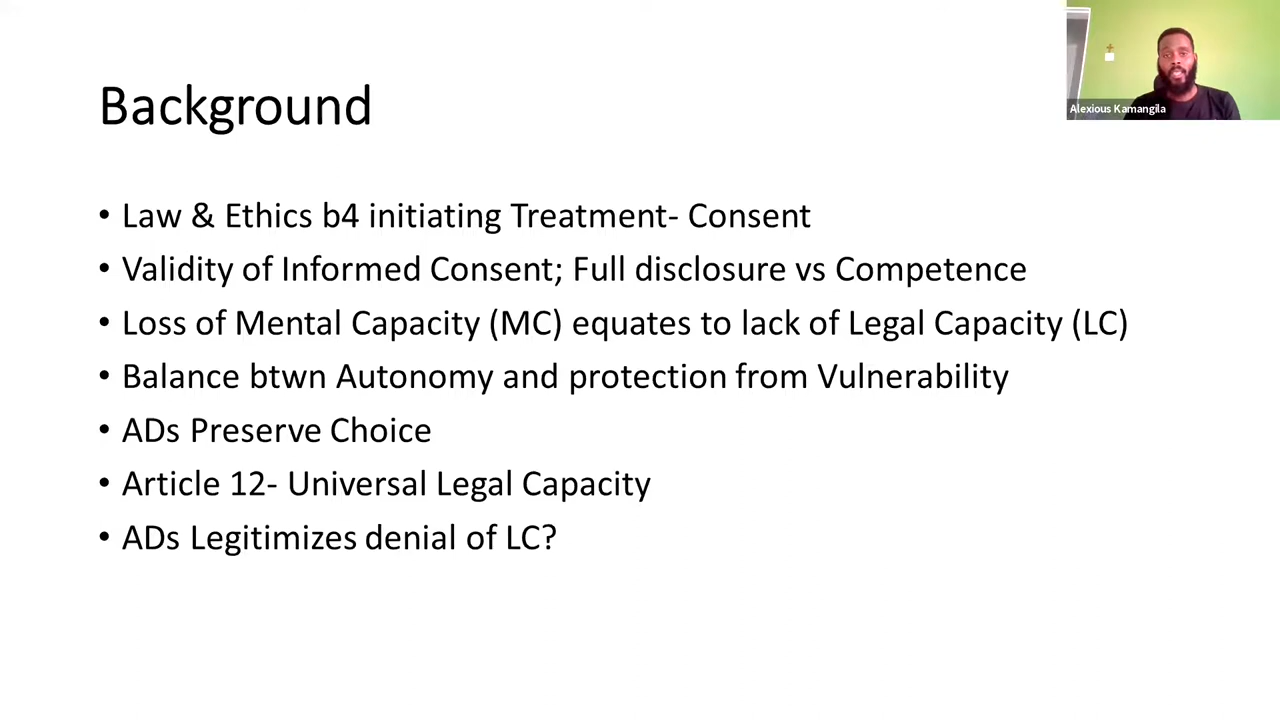 Background
Alexious Kamangila
• Law & Ethics b4 initiating Treatment- Consent
• Validity of Informed Consent; Full disclosure vs Competence
• Loss of Mental Capacity (MC) equates to lack of Legal Capacity (LC)
• Balance btwn Autonomy and protection from Vulnerability
• ADs Preserve Choice
• Article 12- Universal Legal Capacity
• ADs Legitimizes denial of LC?